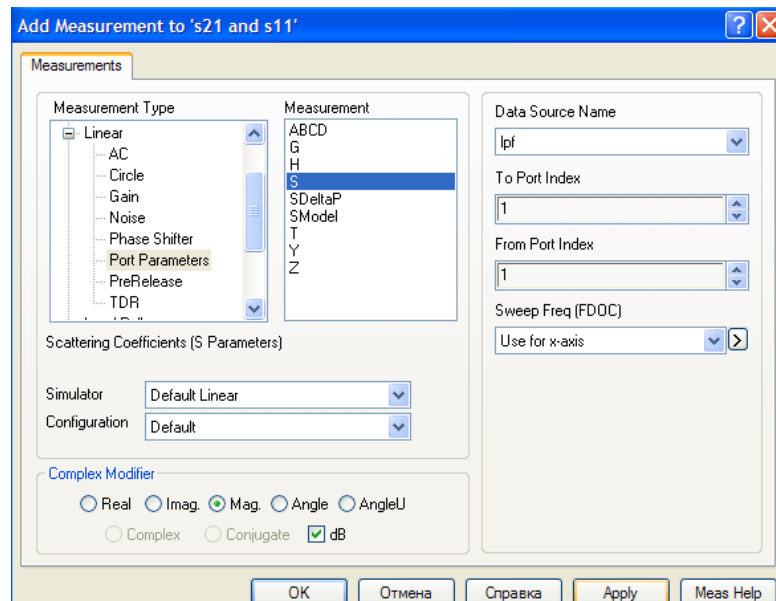 Add Measurement to 's21 and s11'
Measurements
Measurement Type
Linear
AC
Circle
Gain
Noise
Phase Shifter
Port Parameters
PreRelease
TDR
Measurement
ABCD
G
H
S
SDeltaP
SModel
T
Y
Z
Scattering Coefficients (S Parameters)
Simulator
Default Linear
Configuration
Default
Complex Modifier
Real Imag. Mag. Angle AngleU
Complex Conjugate dB
Data Source Name
lpf
To Port Index
1
From Port Index
1
Sweep Freq (FDOC)
Use for x-axis
OK Отмена Справка Apply Meas Help